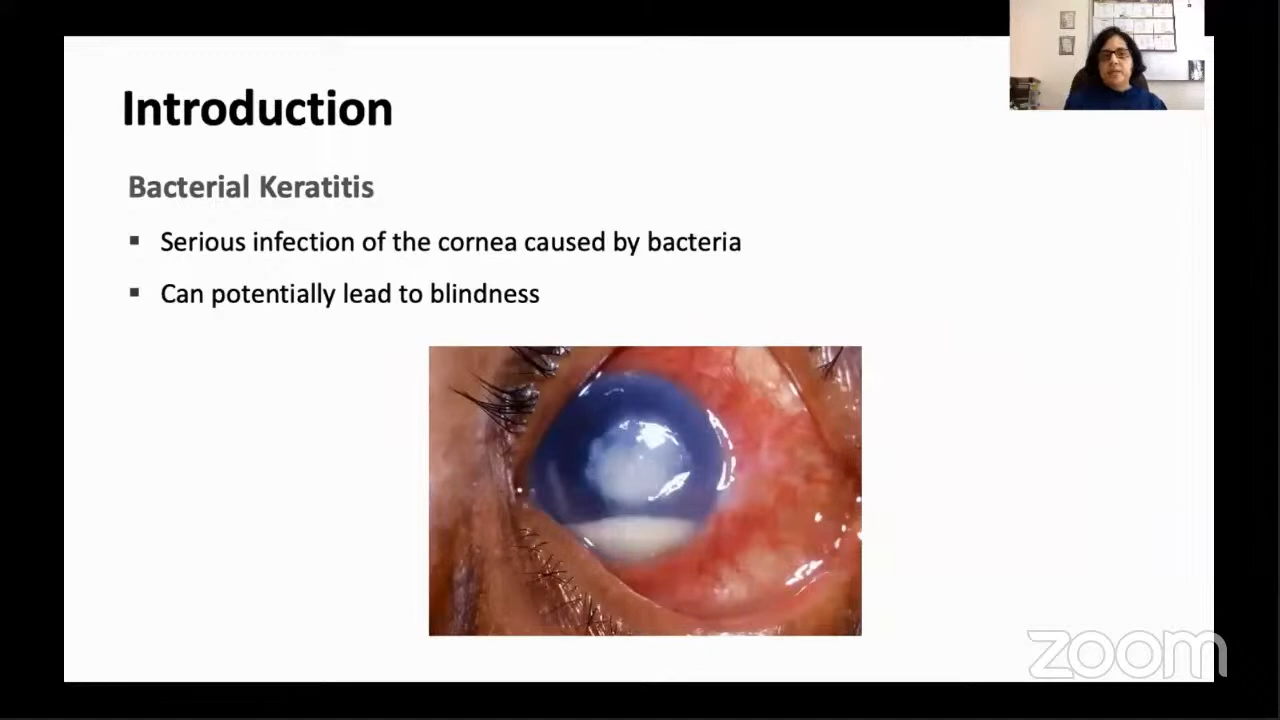 Introduction
Bacterial Keratitis
▪ Serious infection of the cornea caused by bacteria
▪ Can potentially lead to blindness
zoom